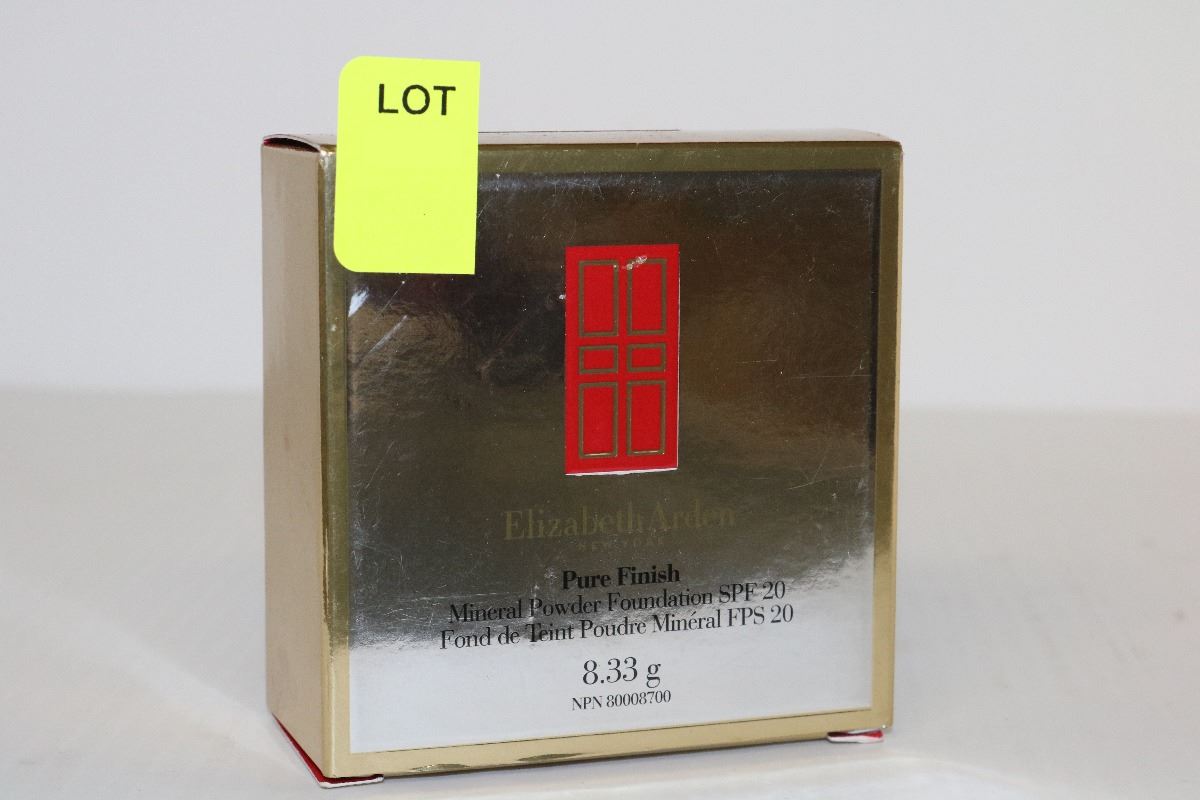 LOT
Elizabeth Arden
NEW YORK
Pure Finish
Mineral Powder Foundation SPF 20
Fond de Teint Poudre Minéral FPS 20
8.33 g
NPN 80008700